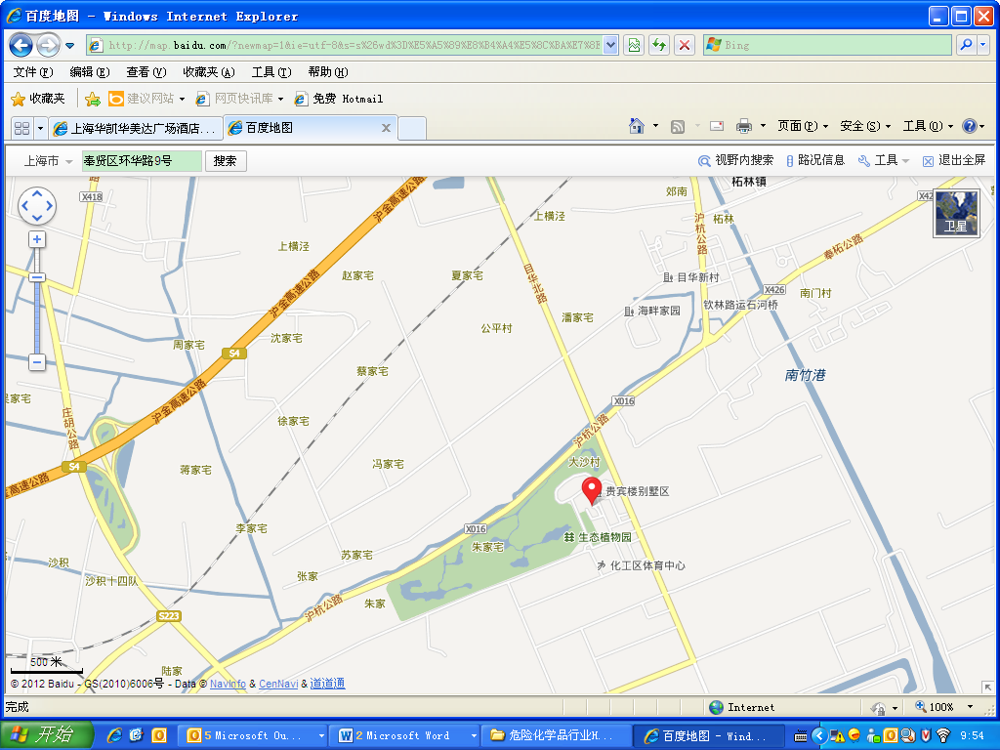 百度地图 - Windows Internet Explorer
http://map.baidu.com/?newmap=1&ie=utf-8&s=s%26wd%3D%E5%A5%89%E8%B4%A4%E5%8C%BA%E7%8E
Bing
文件(F) 编辑(E) 查看(V) 收藏夹(A) 工具(T) 帮助(H)
收藏夹 建议网站 网页快讯库 免费 Hotmail
上海华凯华美达广场酒店... 百度地图 X 页面(P) 安全(S) 工具(O)
上海市 奉贤区环华路9号 搜索 视野内搜索 路况信息 工具 退出全屏
柘林镇
郊南
X418
沪金高速公路
上横泾
沪杭公路
柘林
X42
卫星
上横泾
奉柘公路
赵家宅
夏家宅
目华北路
目华新村
X426
南门村
沪金高速公路
潘家宅
海畔家园
钦林路运石河桥
公平村
周家宅
沈家宅
S4
蔡家宅
南竹港
沪金高速公路
X016
庄胡公路
徐家宅
沪杭公路
S4
蒋家宅
冯家宅
大沙村
金高速公路
贵宾楼别墅区
李家宅
X016
朱家宅
生态植物园
沙积
苏家宅
化工区体育中心
沙积十四队
张家
朱家
沪杭公路
S223
500 米
陆家
© 2012 Baidu - GS(2010)6006号 - Data © NavInfo & CenNavi & 道道通
完成 Internet 100%
开始 5 Microsoft Ou... 2 Microsoft Word 危险化学品行业H... 百度地图 - Wind... 9:54